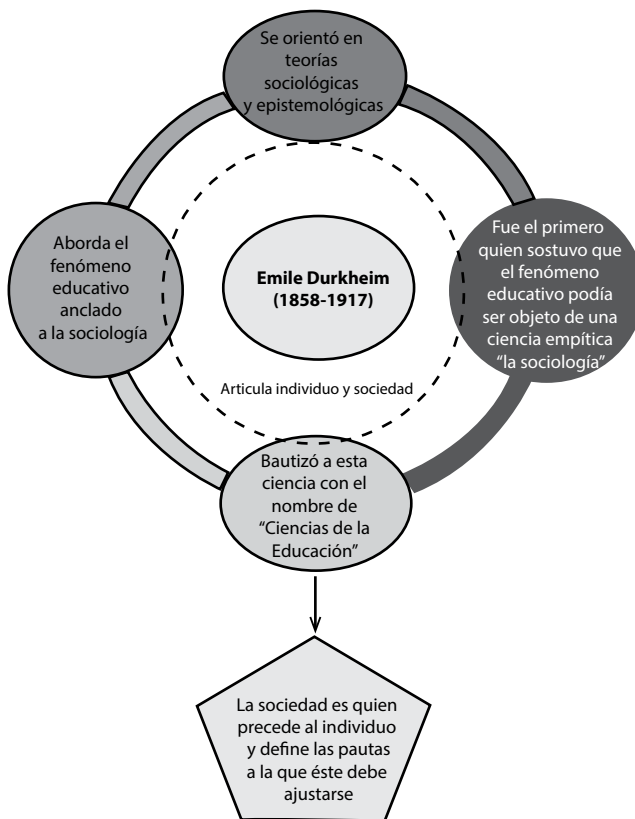 Se orientó en
teorías
sociológicas
y epistemológicas
Aborda el
fenómeno
educativo
anclado
a la sociología
Emile Durkheim
(1858-1917)
Fue el primero
quien sostuvo que
el fenómeno
educativo podía
ser objeto de una
ciencia empítica
“la sociología”
Articula individuo y sociedad
Bautizó a esta
ciencia con el
nombre de
“Ciencias de la
Educación”
La sociedad es quien
precede al individuo
y define las pautas
a la que éste debe
ajustarse